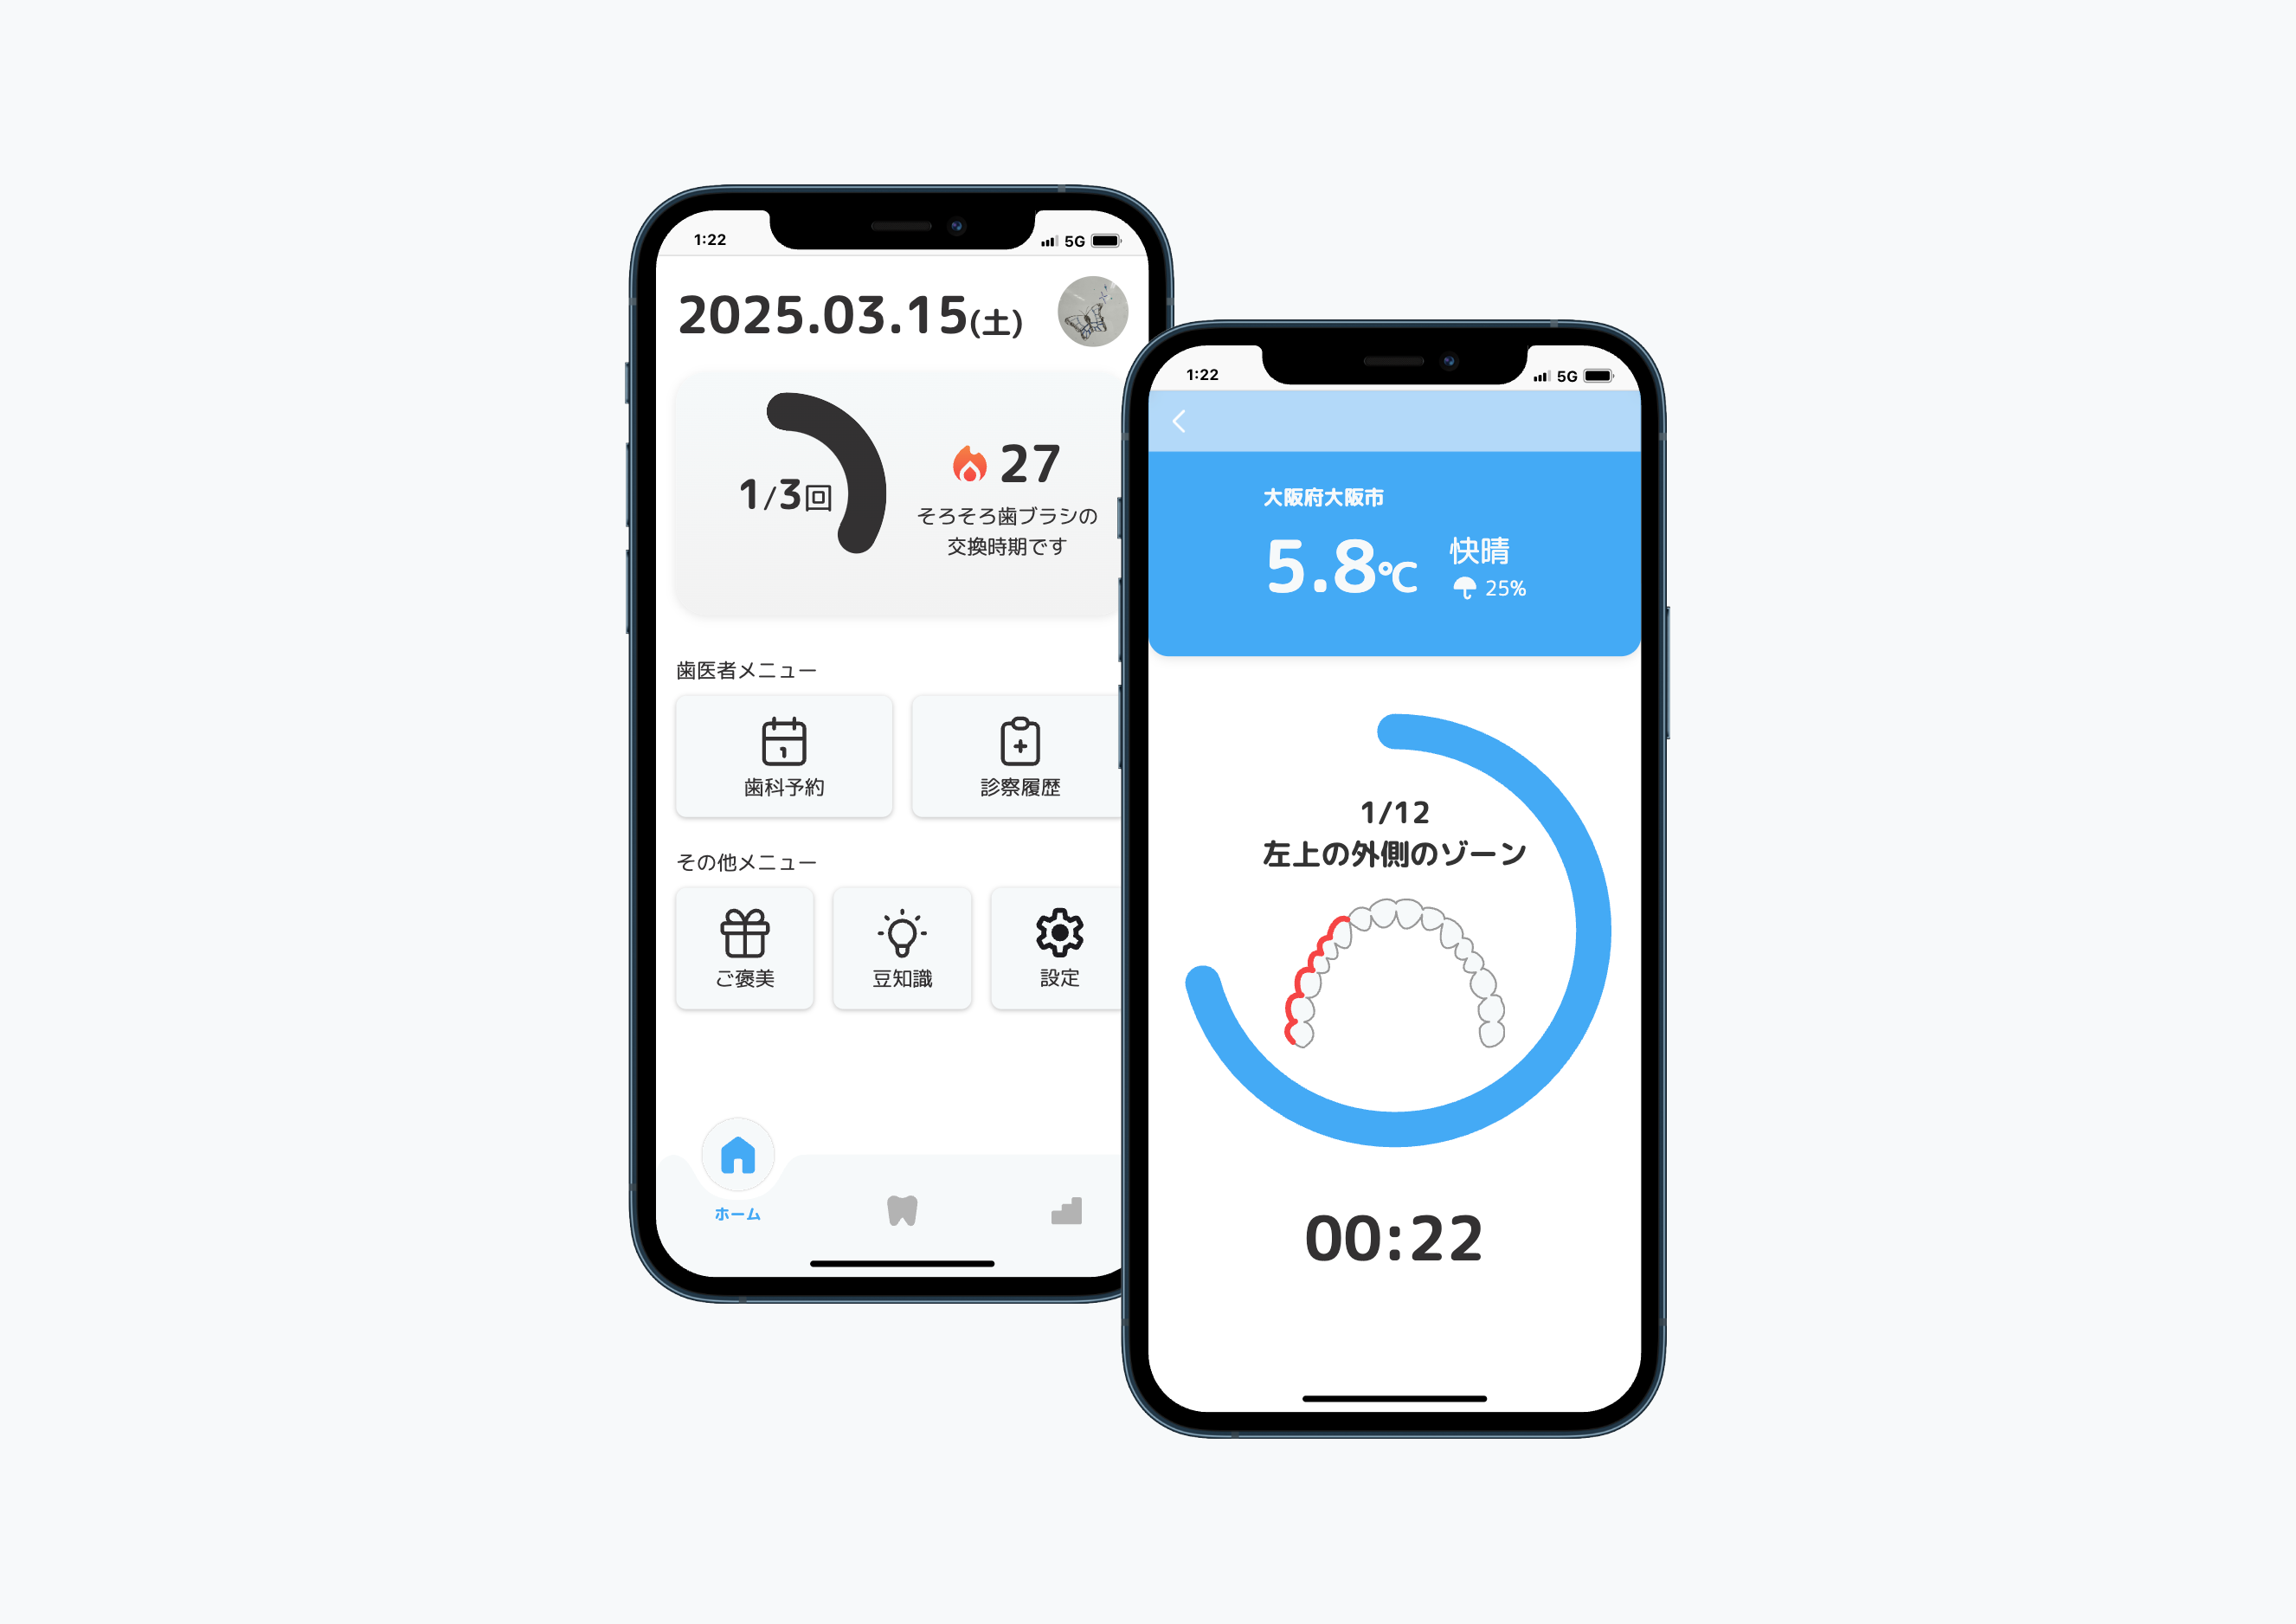 1:22
5G
2025.03.15(土)
1/3回
27
そろそろ歯ブラシの
交換時期です
歯医者メニュー
歯科予約
診察履歴
その他メニュー
ご褒美
豆知識
設定
ホーム
1:22
5G
大阪府大阪市
5.8℃
快晴
25%
1/12
左上の外側のゾーン
00:22